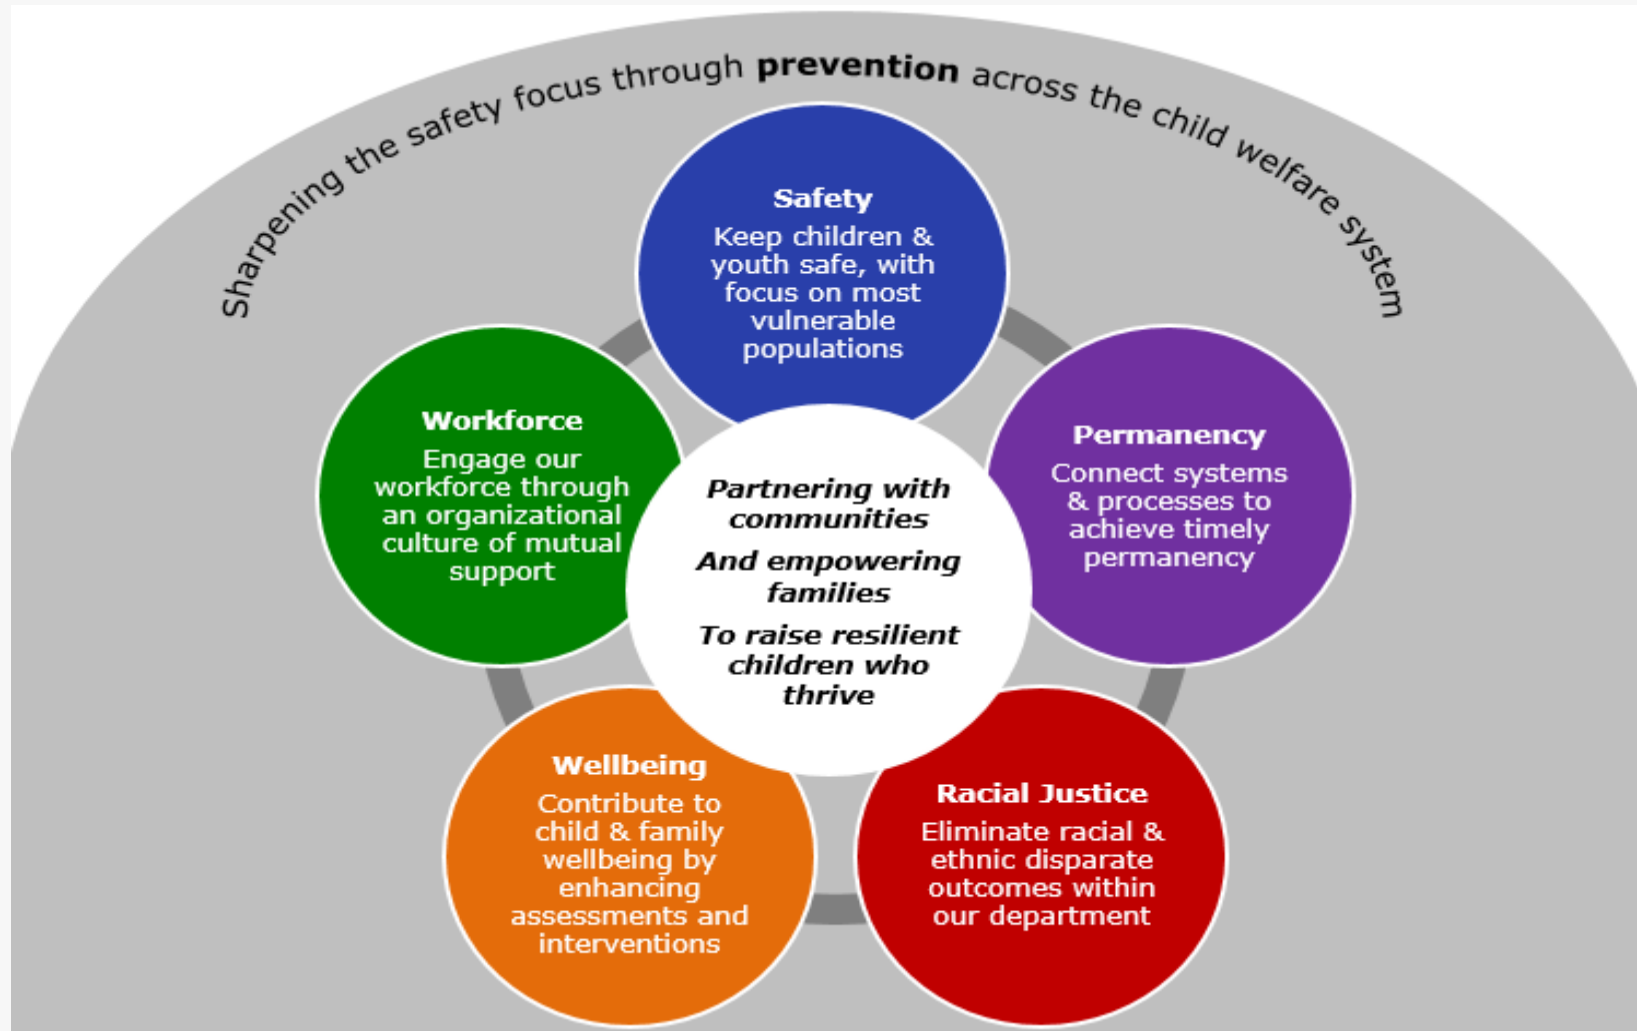 Sharpening the safety focus through prevention across the child welfare system
Safety
Keep children &
youth safe, with
focus on most
vulnerable
populations
Workforce
Engage our
workforce through
an organizational
culture of mutual
support
Permanency
Connect systems
& processes to
achieve timely
permanency
Partnering with
communities
And empowering
families
To raise resilient
children who
thrive
Wellbeing
Contribute to
child & family
wellbeing by
enhancing
assessments and
interventions
Racial Justice
Eliminate racial &
ethnic disparate
outcomes within
our department